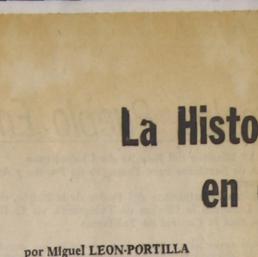 La Histo
en
por Miguel LEON-PORTILLA